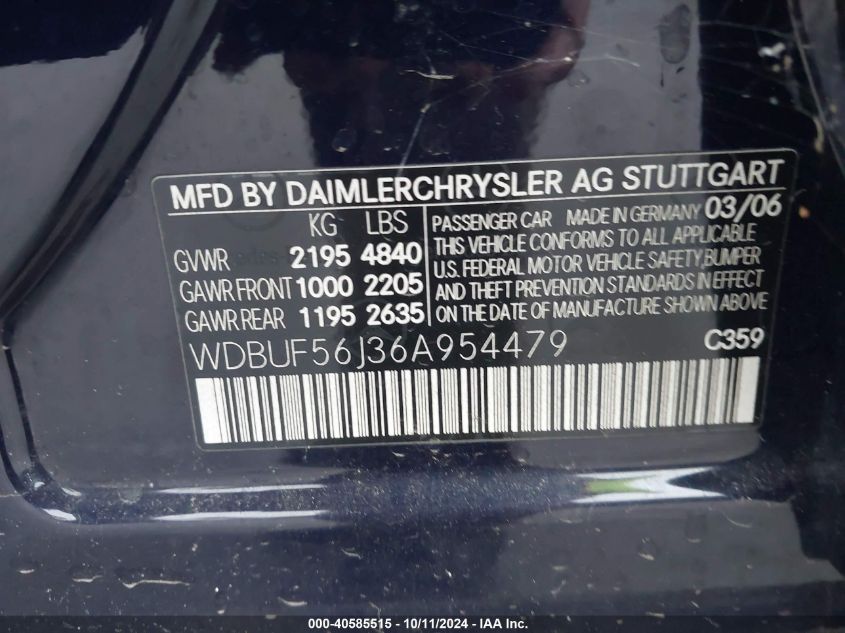 MFD BY DAIMLERCHRYSLER AG STUTTGART
KG LBS
GVWR 2195 4840
GAWR FRONT 1000 2205
GAWR REAR 1195 2635
PASSENGER CAR MADE IN GERMANY 03/06
THIS VEHICLE CONFORMS TO ALL APPLICABLE
U.S. FEDERAL MOTOR VEHICLE SAFETY, BUMPER
AND THEFT PREVENTION STANDARDS IN EFFECT
ON THE DATE OF MANUFACTURE SHOWN ABOVE
WDBUF56J36A954479 C359
000-40585515 - 10/11/2024 - IAA Inc.